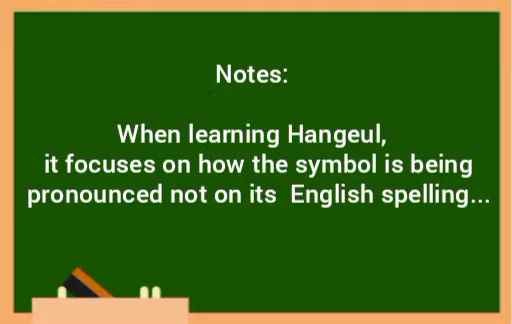 Notes:
When learning Hangeul,
it focuses on how the symbol is being
pronounced not on its English spelling...